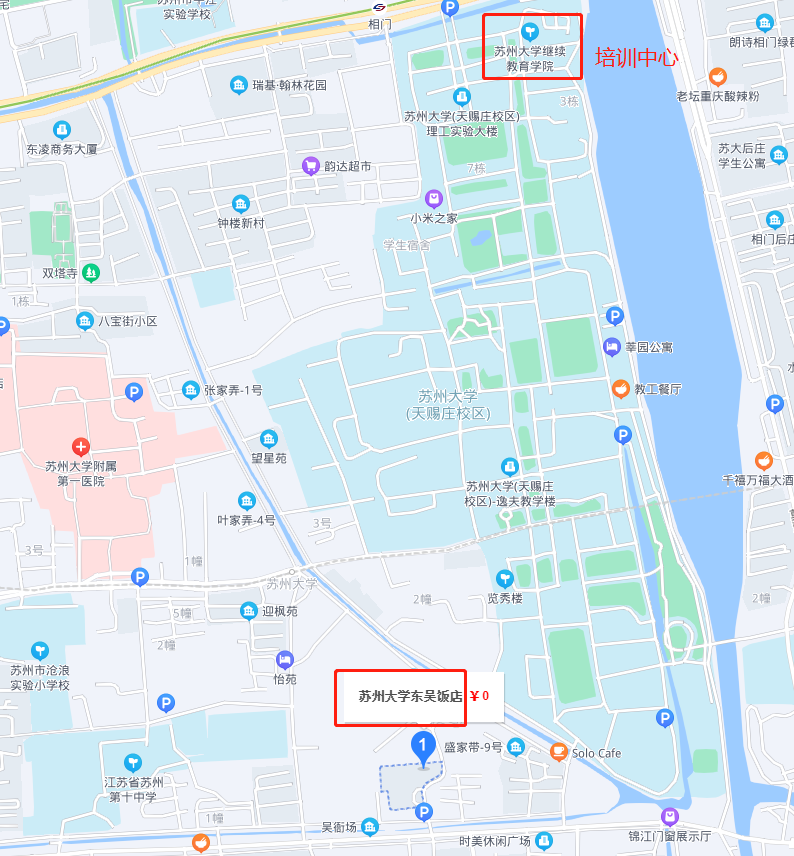 苏州市平江
实验学校
相门
P
苏州大学继续
教育学院
培训中心
朗诗相门绿郡
瑞基·翰林花园
老坛重庆酸辣粉
3栋
苏州大学(天赐庄校区)
理工实验大楼
东凌商务大厦
苏大后庄
学生公寓
韵达超市
7栋
小米之家
钟楼新村
相门后庄
学生宿舍
双塔寺
1栋
八宝街小区
P
P
莘园公寓
P
张家弄-1号
教工餐厅
苏州大学
(天赐庄校区)
P
P
望星苑
苏州大学附属
第一医院
苏州大学(天赐庄
校区)-逸夫教学楼
千禧万福大酒
叶家弄-4号
3号
3号
1幢
P
苏州大学
览秀楼
2幢
2幢
迎枫苑
5幢
2幢
苏州市沧浪
实验小学校
怡苑
苏州大学东吴饭店
¥0
P
P
1
盛家带-9号
Solo Cafe
江苏省苏州
第十中学
P
1幢
吴衙场
时美休闲广场
锦江门窗展示厅